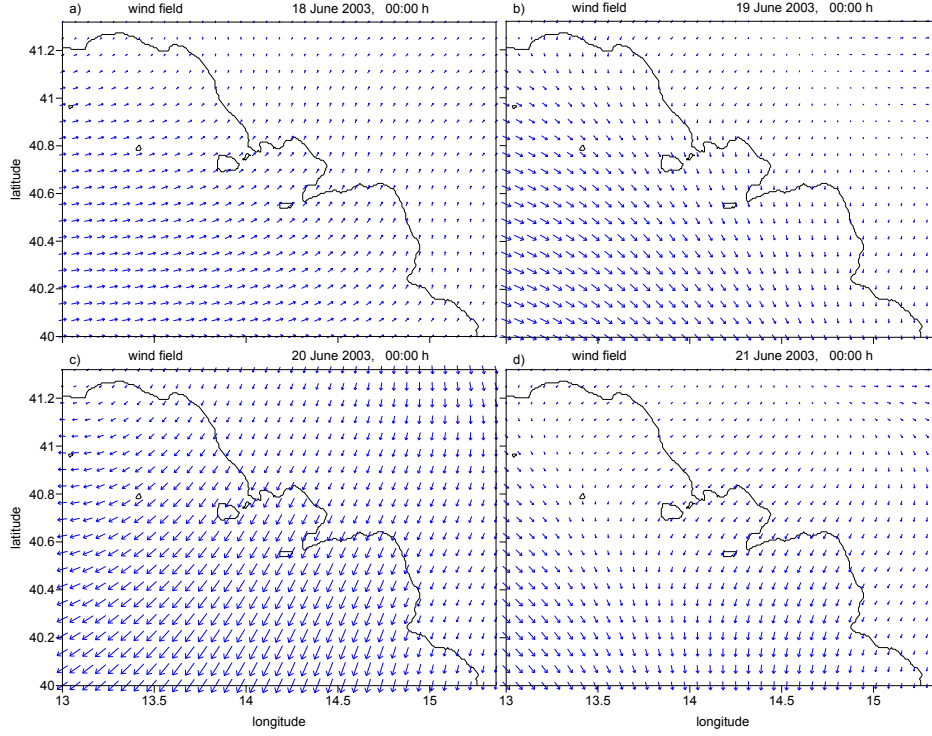 a) wind field 18 June 2003, 00:00 h
b) wind field 19 June 2003, 00:00 h
latitude
41.2
41
40.8
40.6
40.4
40.2
40
c) wind field 20 June 2003, 00:00 h
d) wind field 21 June 2003, 00:00 h
latitude
41.2
41
40.8
40.6
40.4
40.2
40
13 13.5 14 14.5 15
13 13.5 14 14.5 15
longitude
longitude